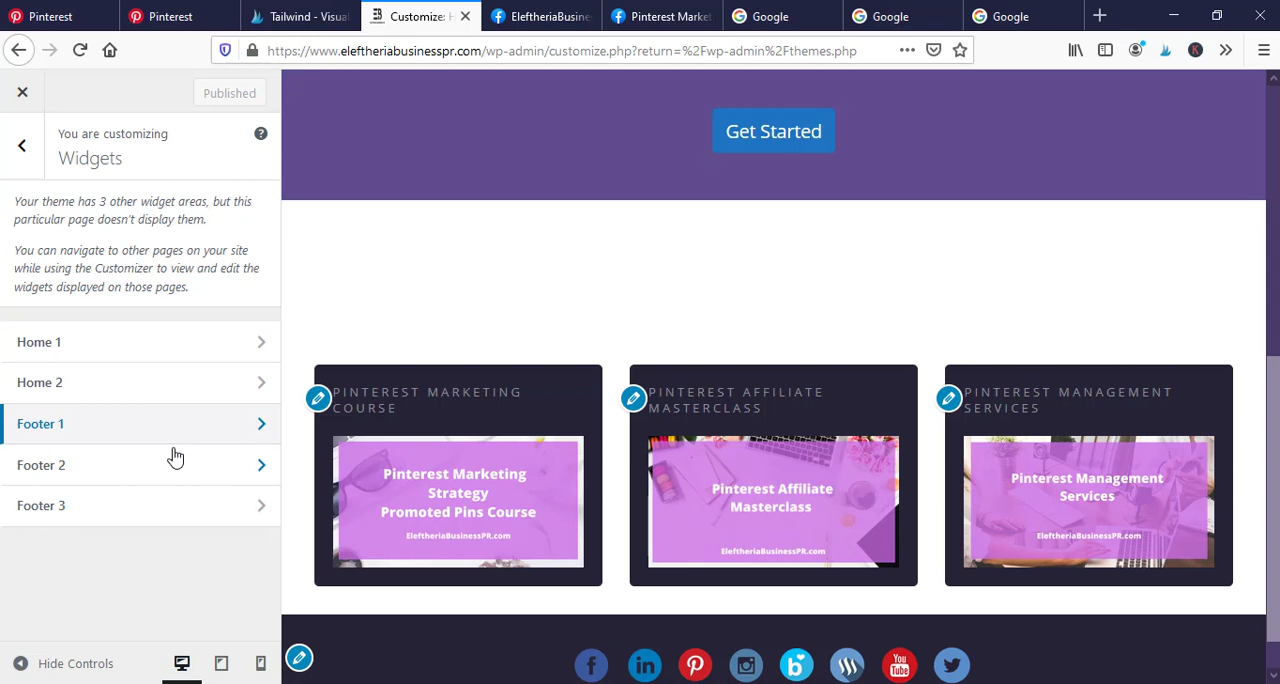 Pinterest
Pinterest
Tailwind - Visual
Customize: H
EleftheriaBusine
Pinterest Marke
Google
Google
Google
https://www.eleftheriabusinesspr.com/wp-admin/customize.php?return=%2Fwp-admin%2Fthemes.php
K
Published
You are customizing
Widgets
Your theme has 3 other widget areas, but this
particular page doesn't display them.
You can navigate to other pages on your site
while using the Customizer to view and edit the
widgets displayed on those pages.
Home 1
Home 2
Footer 1
Footer 2
Footer 3
Hide Controls
Get Started
PINTEREST MARKETING
COURSE
Pinterest Marketing
Strategy
Promoted Pins Course
EleftheriaBusinessPR.com
PINTEREST AFFILIATE
MASTERCLASS
Pinterest Affiliate
Masterclass
EleftheriaBusinessPR.com
PINTEREST MANAGEMENT
SERVICES
Pinterest Management
Services
EleftheriaBusinessPR.com
You
Tube